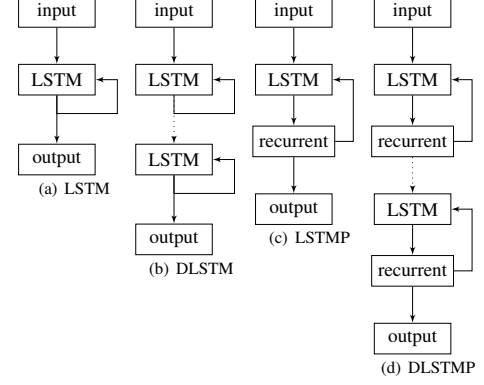 input
LSTM
output
(a) LSTM
input
LSTM
LSTM
output
(b) DLSTM
input
LSTM
recurrent
output
(c) LSTMP
input
LSTM
recurrent
LSTM
recurrent
output
(d) DLSTMP